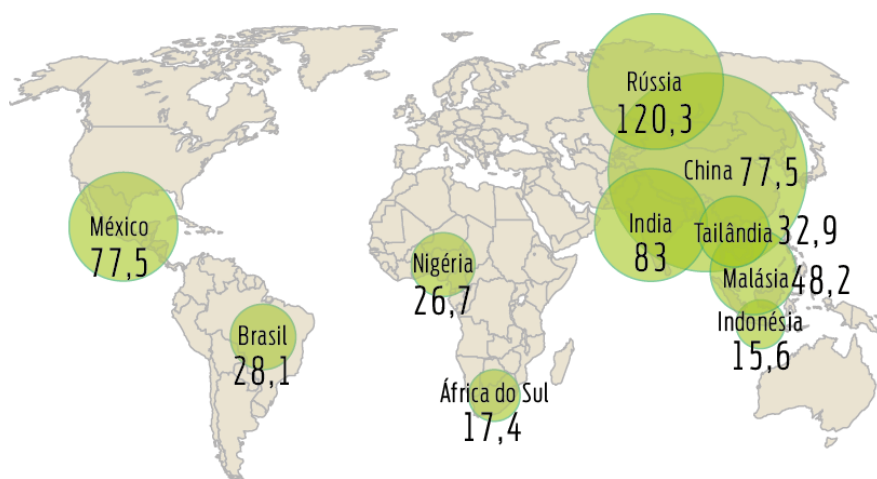 Rússia
120,3
China 77,5
México
77,5
India
83
Tailândia 32,9
Nigéria
26,7
Malásia 48,2
Indonésia
15,6
Brasil
28,1
África do Sul
17,4